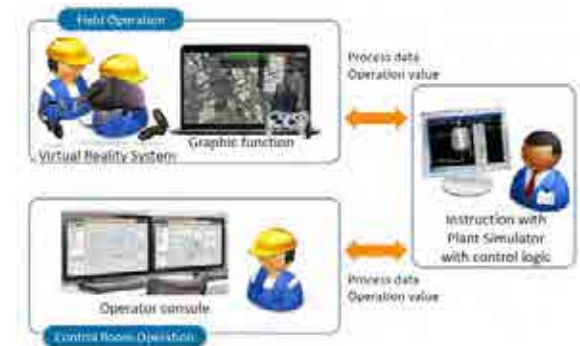 Field Operation
Process data
Operation value
Graphic function
Virtual Reality System
Instruction with
Plant Simulator
with control logic
Process data
Operation value
Operator console
Control Room Operation